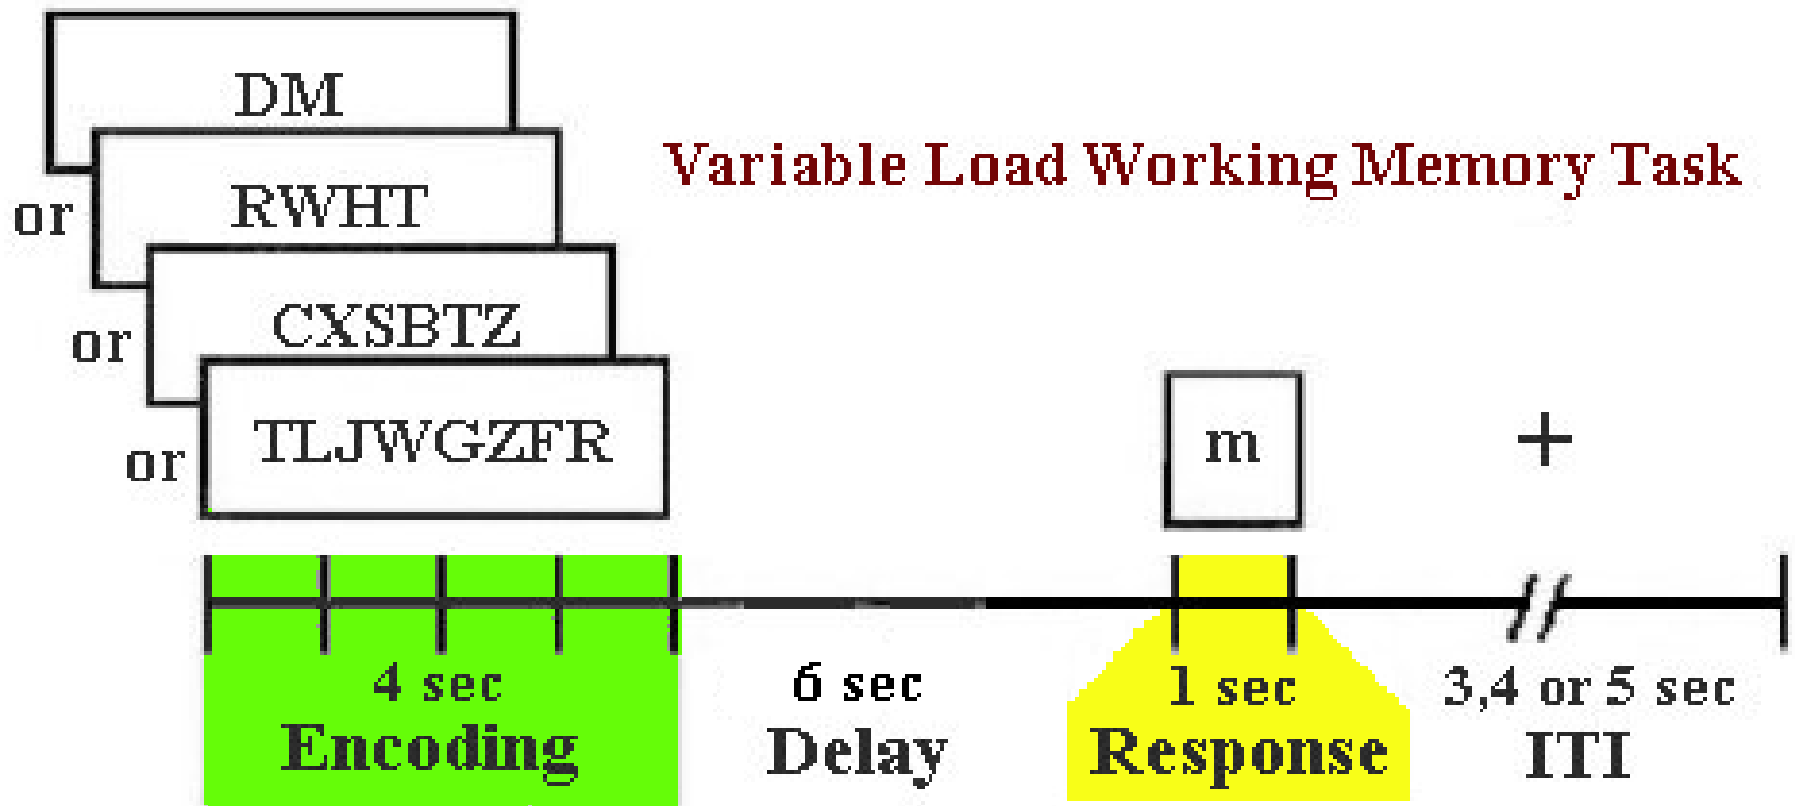 DM
Variable Load Working Memory Task
or
RWHT
or
CXSBTZ
or
TLJWGZFR
m
+
4 sec
6 sec
1 sec
3,4 or 5 sec
Encoding
Delay
Response
ITI